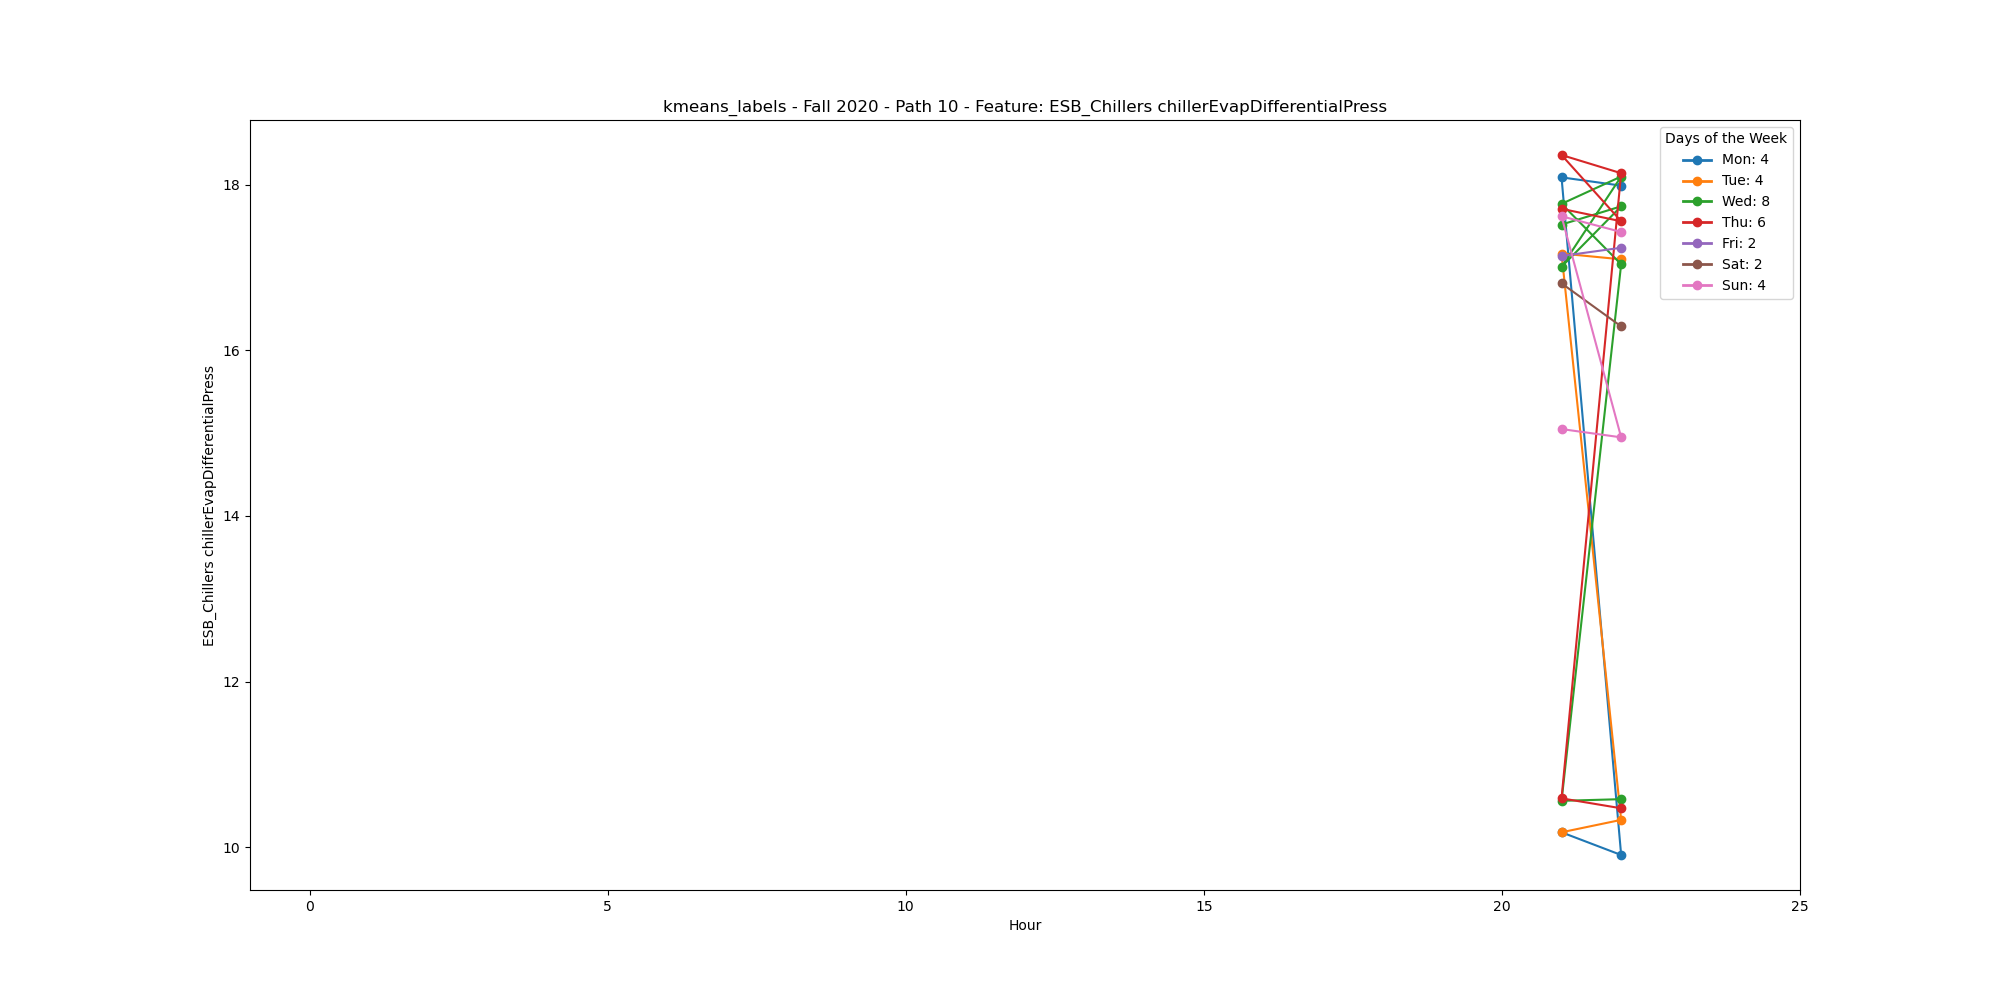 kmeans_labels - Fall 2020 - Path 10 - Feature: ESB_Chillers chillerEvapDifferentialPress
Days of the Week
Mon: 4
Tue: 4
Wed: 8
Thu: 6
Fri: 2
Sat: 2
Sun: 4
ESB_Chillers chillerEvapDifferentialPress
18
16
14
12
10
0
5
10
15
20
25
Hour